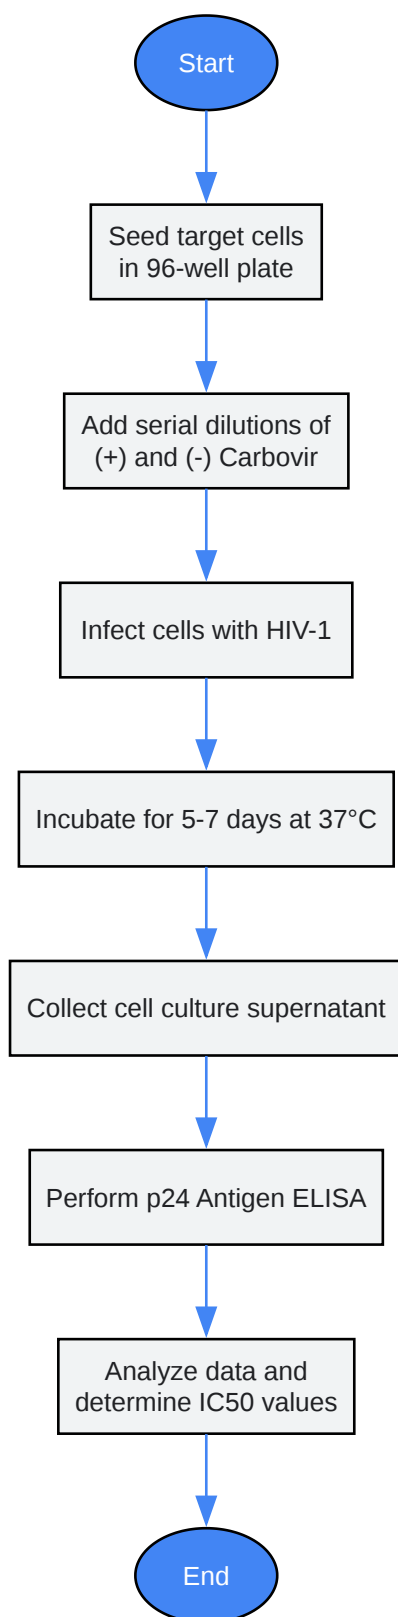 Start
Seed target cells
in 96-well plate
Add serial dilutions of
(+) and (-) Carbovir
Infect cells with HIV-1
Incubate for 5-7 days at 37°C
Collect cell culture supernatant
Perform p24 Antigen ELISA
Analyze data and
determine IC50 values
End